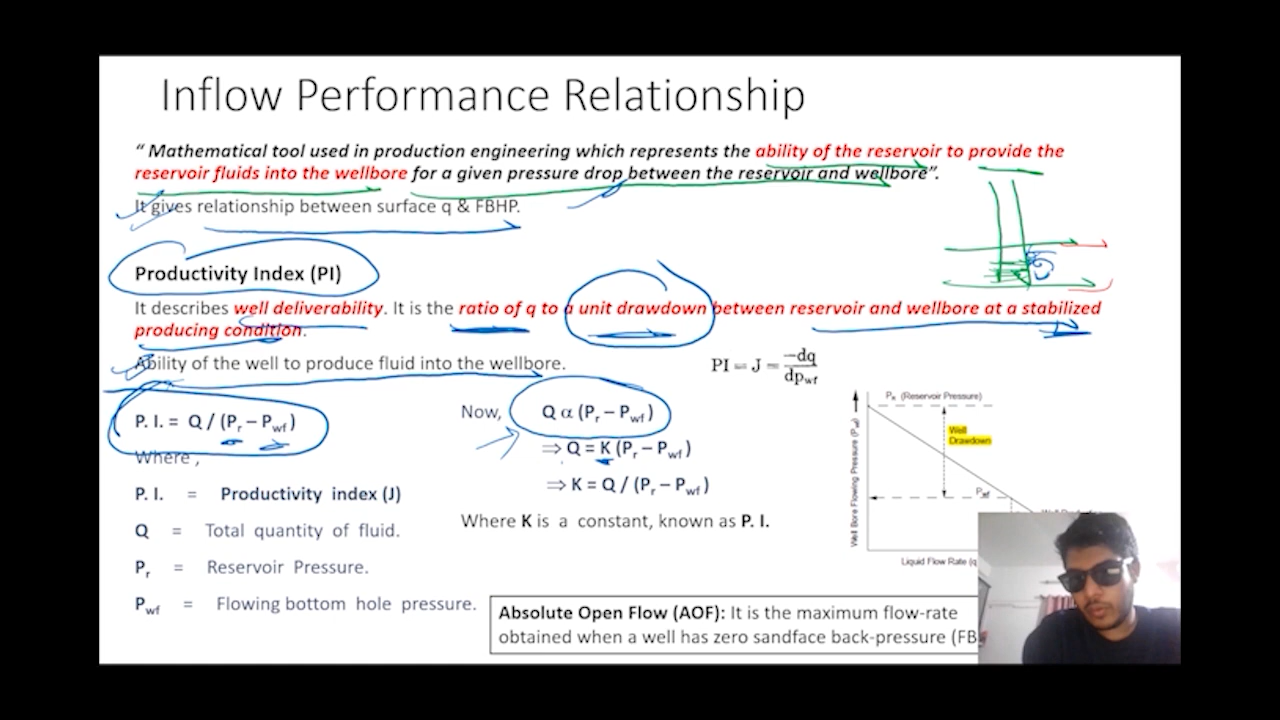 Inflow Performance Relationship
“ Mathematical tool used in production engineering which represents the ability of the reservoir to provide the
reservoir fluids into the wellbore for a given pressure drop between the reservoir and wellbore”.
It gives relationship between surface q & FBHP.
Productivity Index (PI)
It describes well deliverability. It is the ratio of q to a unit drawdown between reservoir and wellbore at a stabilized
producing condition.
Ability of the well to produce fluid into the wellbore.
PI = J = −dq / dpwf
P. I. = Q / (Pr – Pwf)
Where ,
P. I. = Productivity index (J)
Q = Total quantity of fluid.
Pr = Reservoir Pressure.
Pwf = Flowing bottom hole pressure.
Now, Q α (Pr – Pwf)
⇒ Q = K (Pr – Pwf)
⇒ K = Q / (Pr – Pwf)
Where K is a constant, known as P. I.
PR (Reservoir Pressure)
Well
Drawdown
Pwf
Well Bore Flowing Pressure (Pwf)
Liquid Flow Rate (q
Absolute Open Flow (AOF): It is the maximum flow-rate
obtained when a well has zero sandface back-pressure (FB